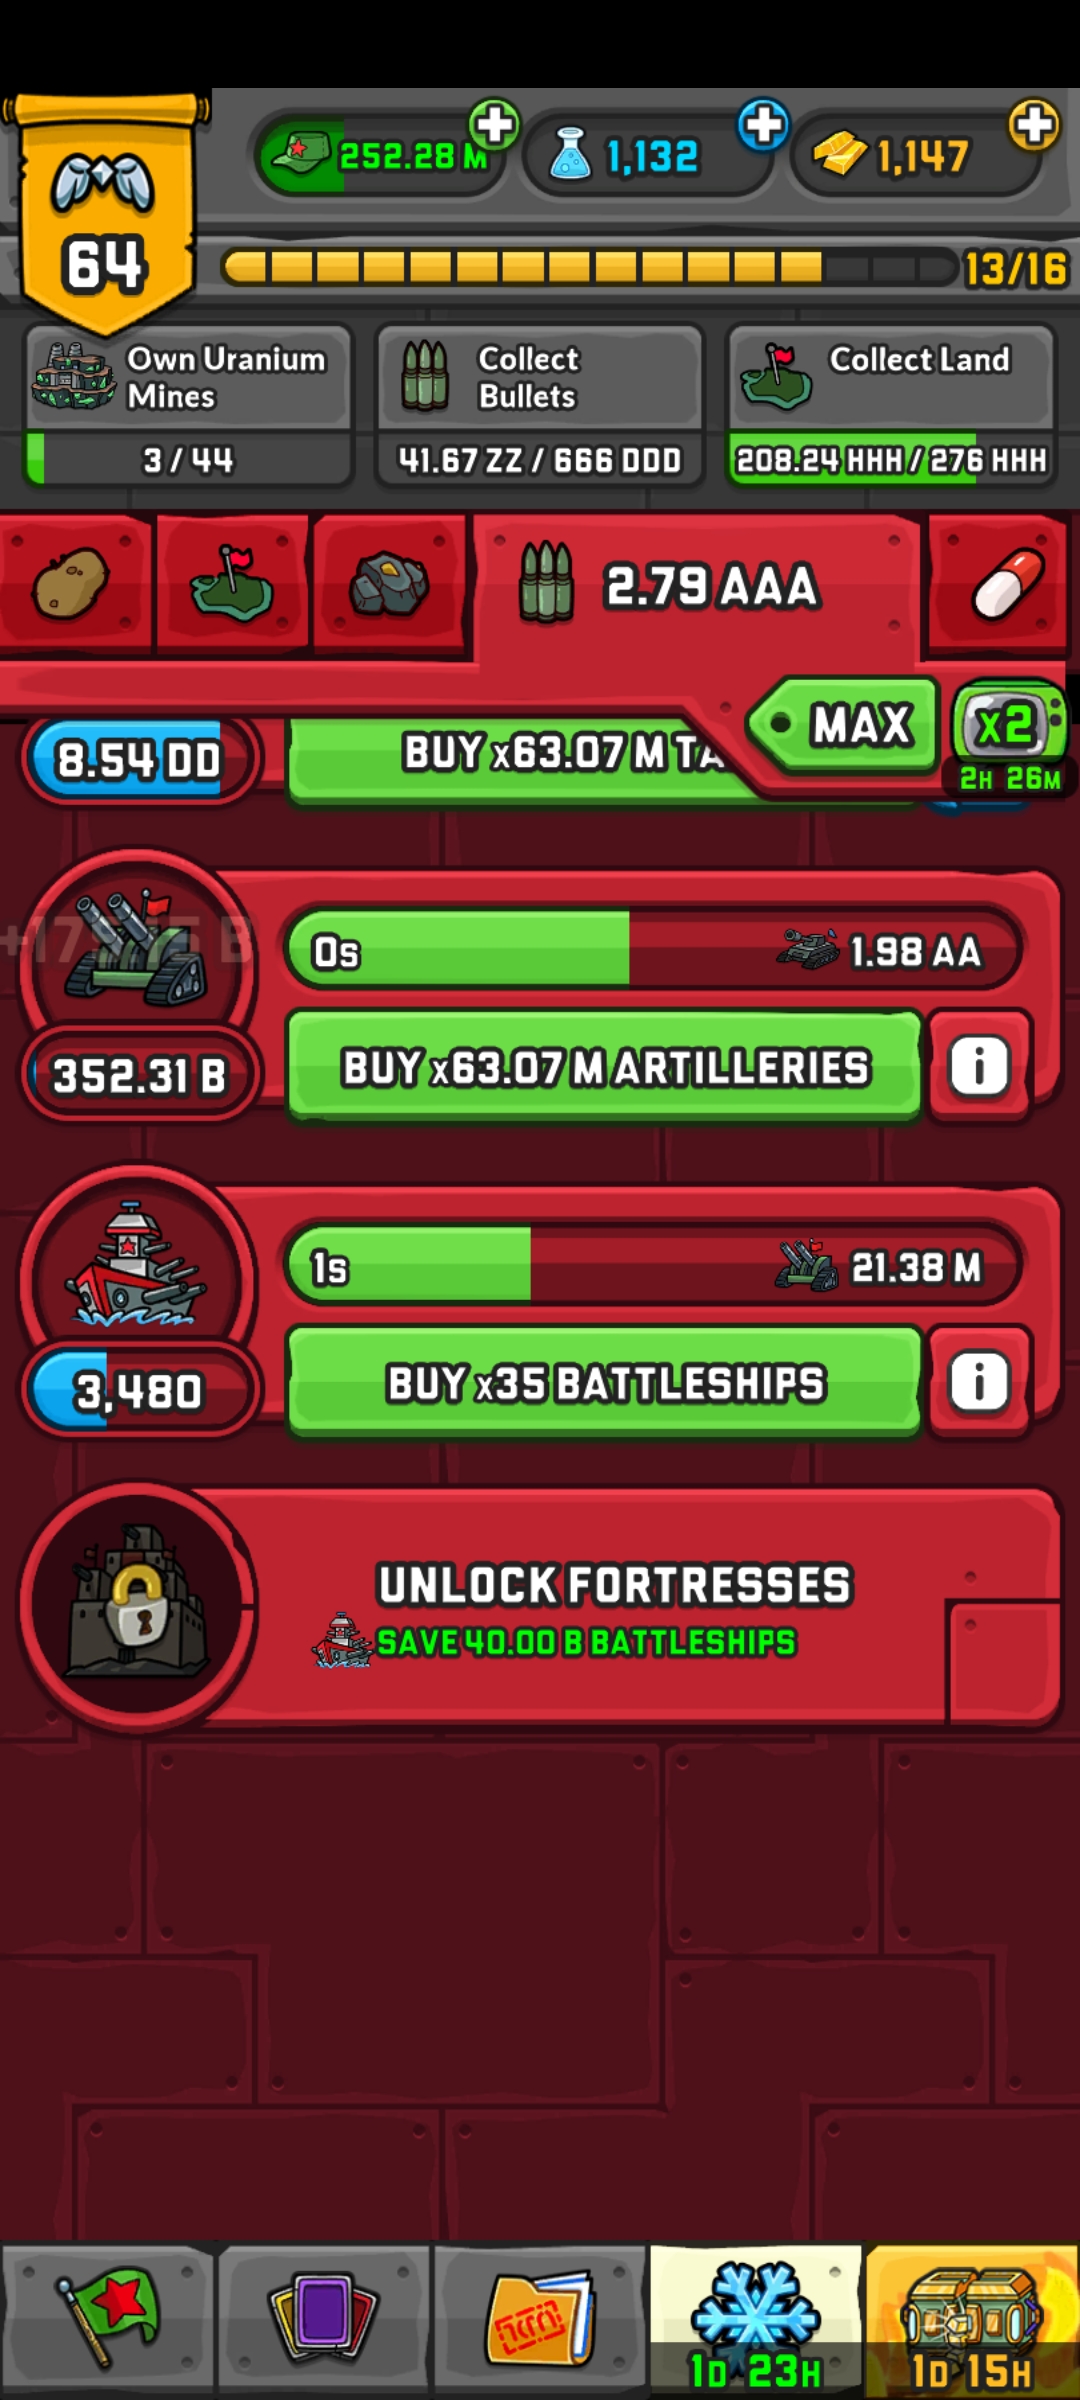 252.28 M
1,132
1,147
64
13/16
Own Uranium
Mines
3 / 44
Collect
Bullets
41.67 ZZ / 666 DDD
Collect Land
208.24 HHH / 276 HHH
2.79 AAA
MAX
x2
2H 26M
8.54 DD
BUY x63.07 M TA
0s
1.98 AA
352.31 B
BUY x63.07 M ARTILLERIES
i
1s
21.38 M
3,480
BUY x35 BATTLESHIPS
i
UNLOCK FORTRESSES
SAVE 40.00 B BATTLESHIPS
1D 23H
1D 15H